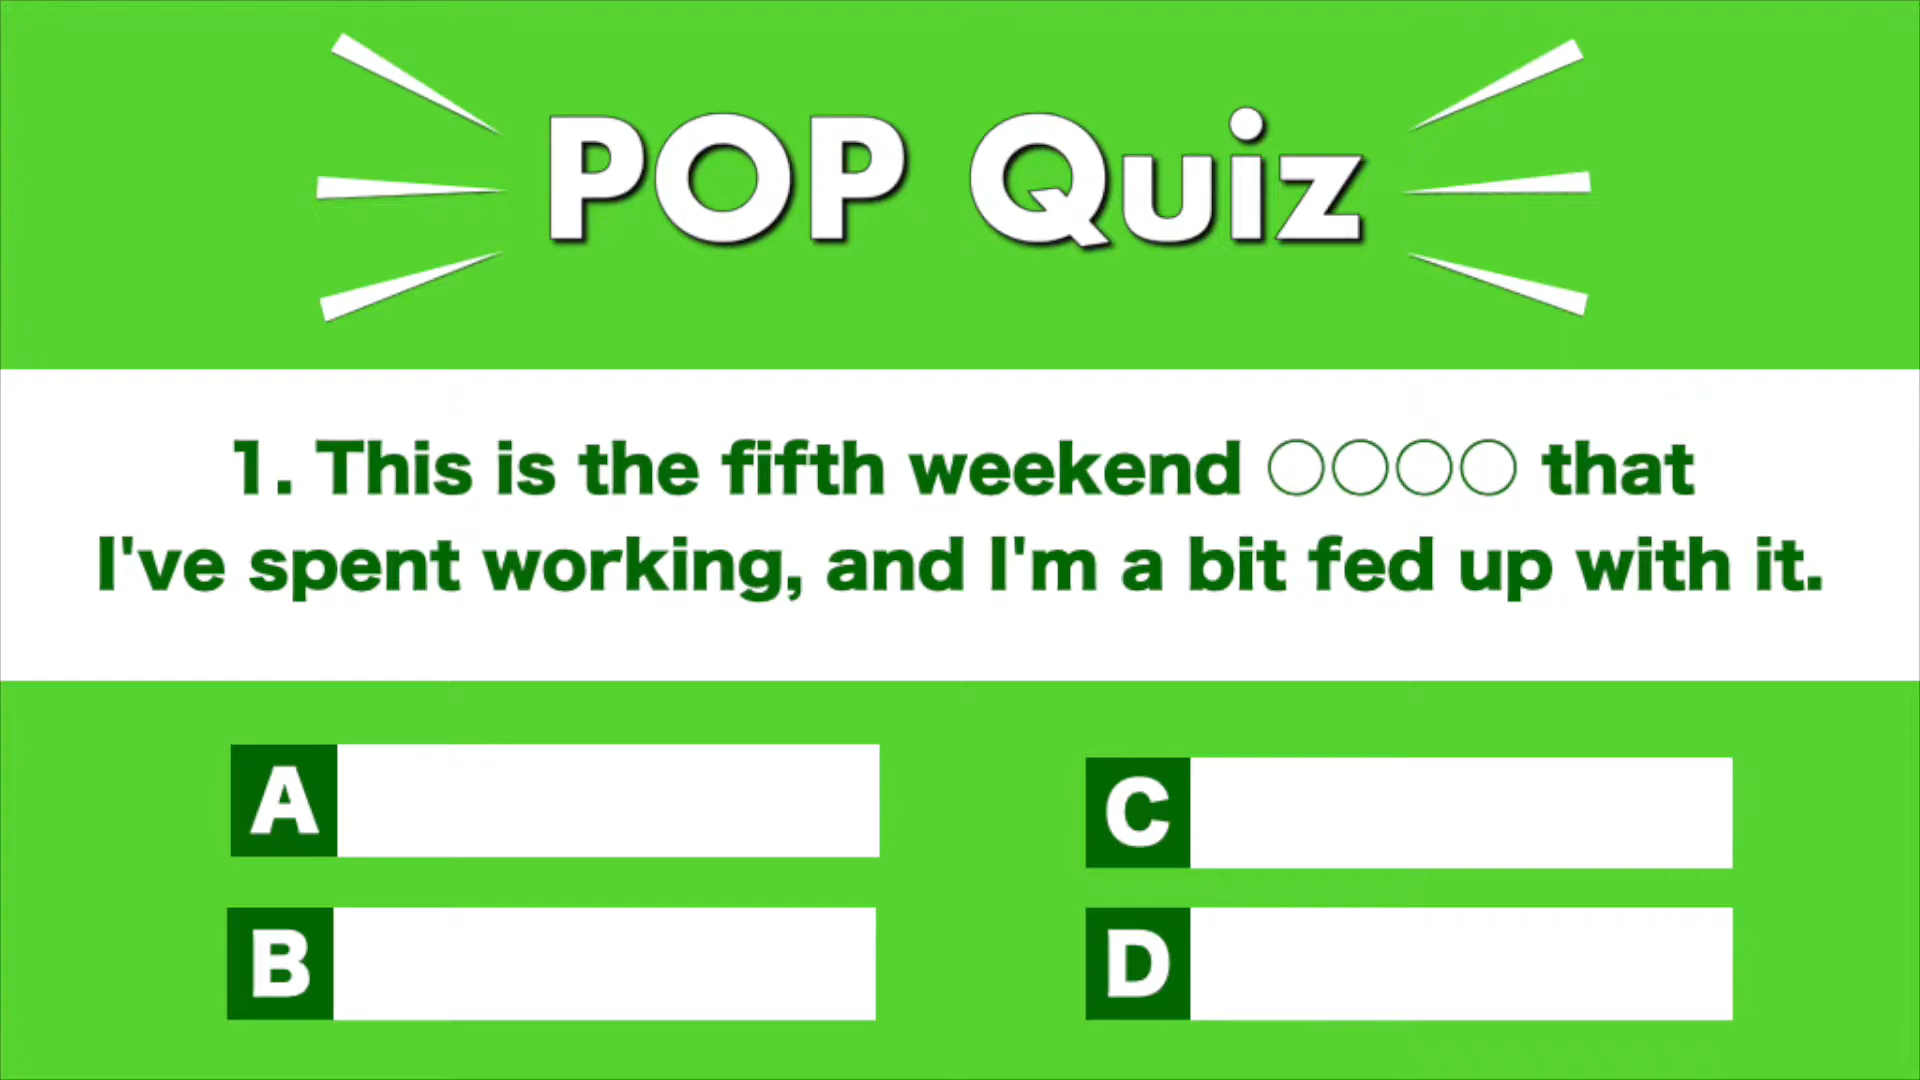 POP Quiz
1. This is the fifth weekend ○○○○ that
I've spent working, and I'm a bit fed up with it.
A
C
B
D